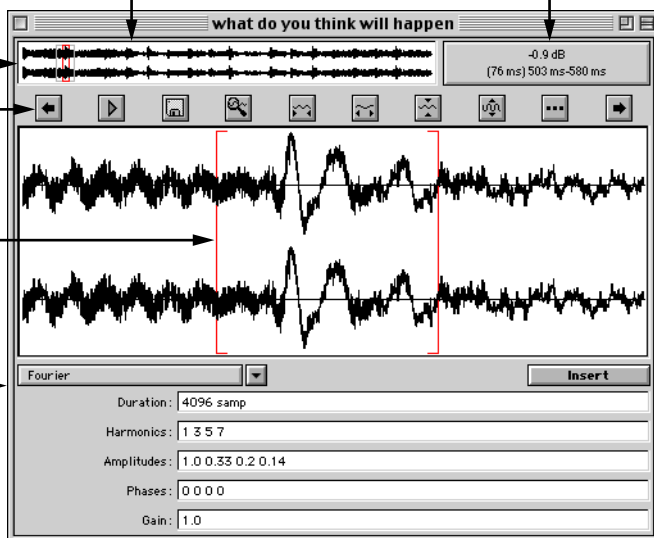 what do you think will happen
-0.9 dB
(76 ms) 503 ms-580 ms
Fourier
Insert
Duration: 4096 samp
Harmonics: 1 3 5 7
Amplitudes: 1.0 0.33 0.2 0.14
Phases: 0 0 0 0
Gain: 1.0